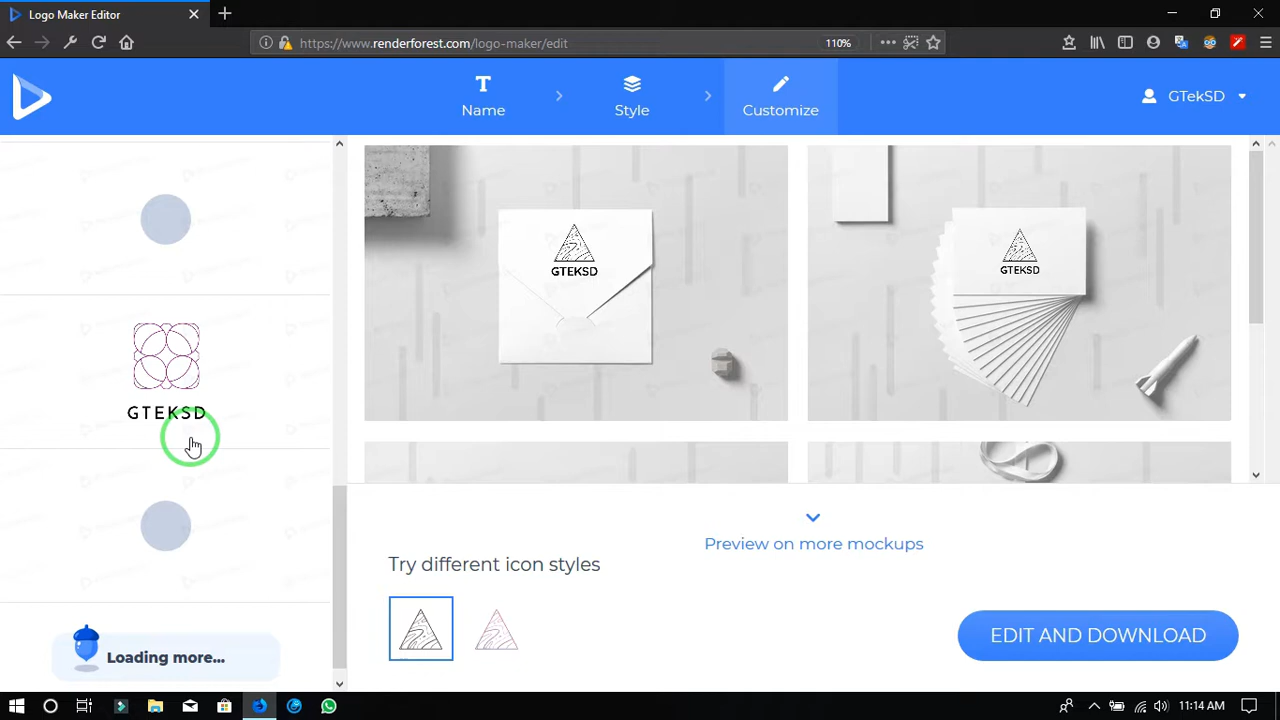 Logo Maker Editor
https://www.renderforest.com/logo-maker/edit
110%
Name
Style
Customize
GTekSD
GTEKSD
GTEKSD
GTEKSD
Loading more...
Preview on more mockups
Try different icon styles
EDIT AND DOWNLOAD
11:14 AM